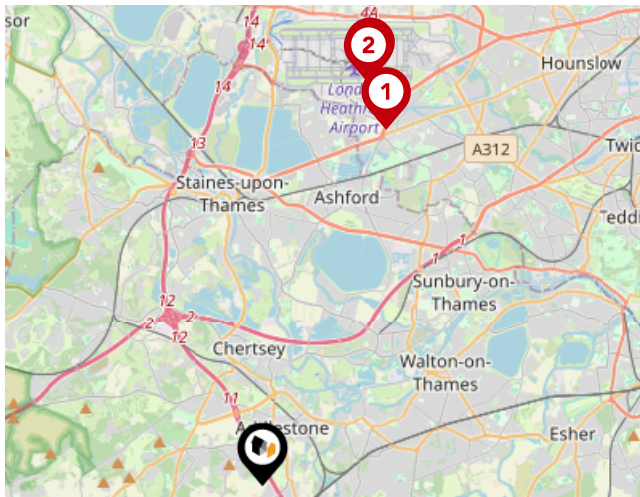 sor
14
4A
14
2
Hounslow
14
1
London
Heathrow
Airport
13
A312
Twic
Staines-upon-
Thames
Ashford
Teddi
1
1
Sunbury-on-
Thames
12
2
2
12
Chertsey
Walton-on-
Thames
11
Addlestone
Esher